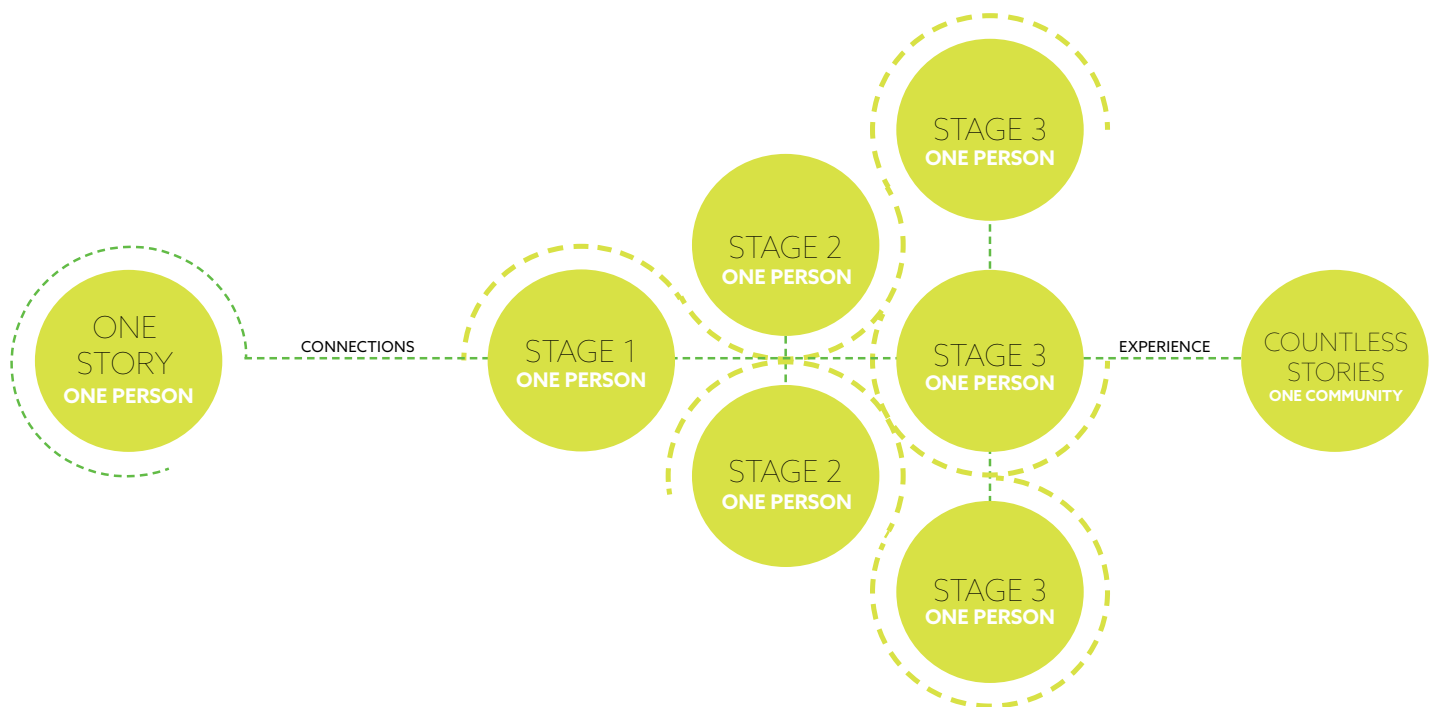 ONE
STORY
ONE PERSON
CONNECTIONS
STAGE 1
ONE PERSON
STAGE 2
ONE PERSON
STAGE 2
ONE PERSON
STAGE 3
ONE PERSON
STAGE 3
ONE PERSON
STAGE 3
ONE PERSON
EXPERIENCE
COUNTLESS
STORIES
ONE COMMUNITY